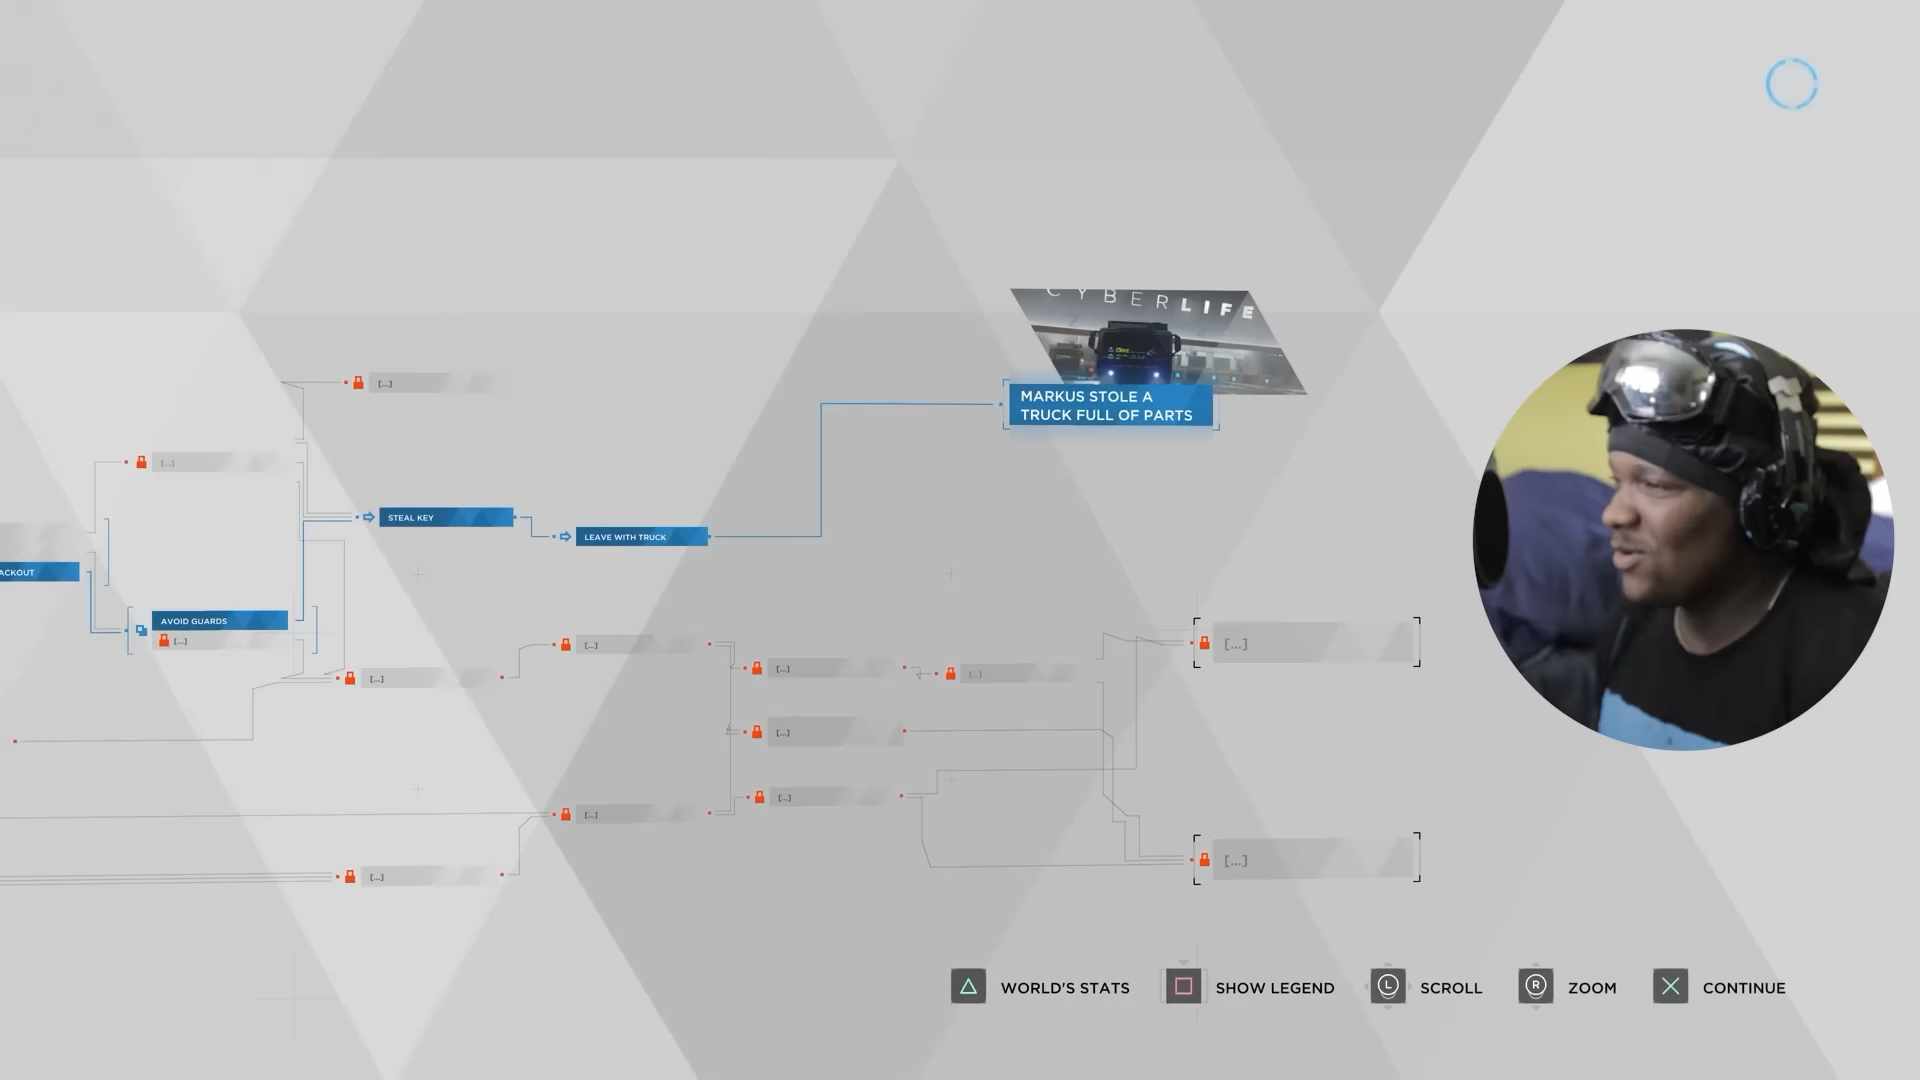 CYBERLIFE
MARKUS STOLE A
TRUCK FULL OF PARTS
[...]
[...]
STEAL KEY
LEAVE WITH TRUCK
ACKOUT
AVOID GUARDS
[...]
[...]
[...]
[...]
[...]
[...]
[...]
[...]
[...]
[...]
[...]
WORLD'S STATS
SHOW LEGEND
L
SCROLL
R
ZOOM
CONTINUE